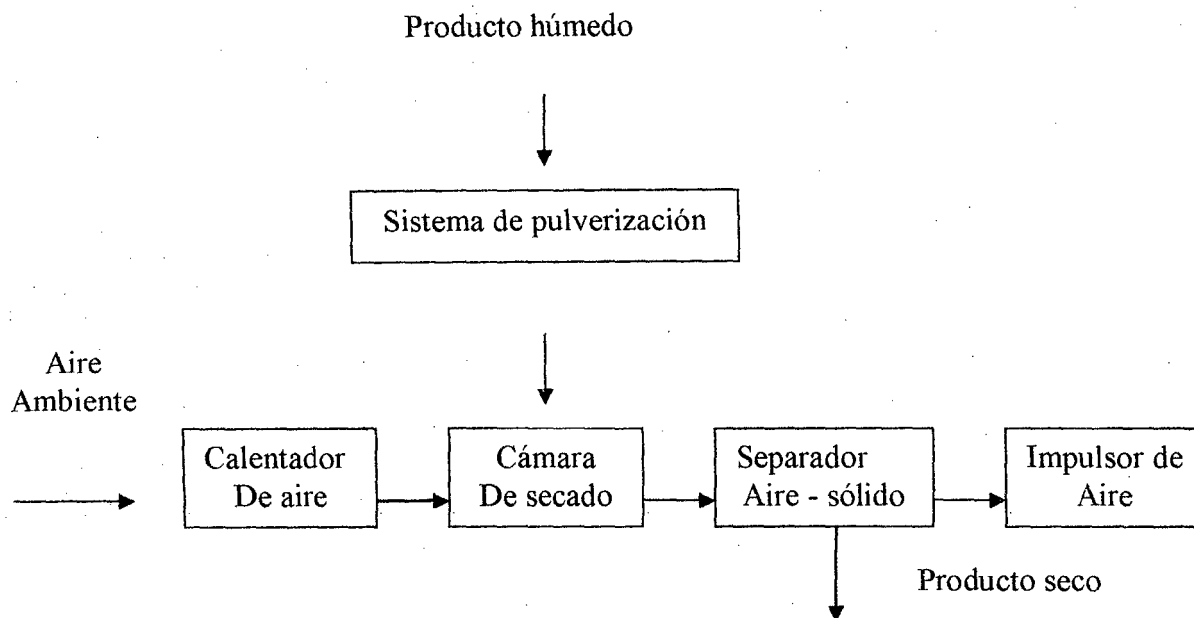 Producto húmedo
Sistema de pulverización
Aire
Ambiente
Calentador
De aire
Cámara
De secado
Separador
Aire - sólido
Impulsor de
Aire
Producto seco